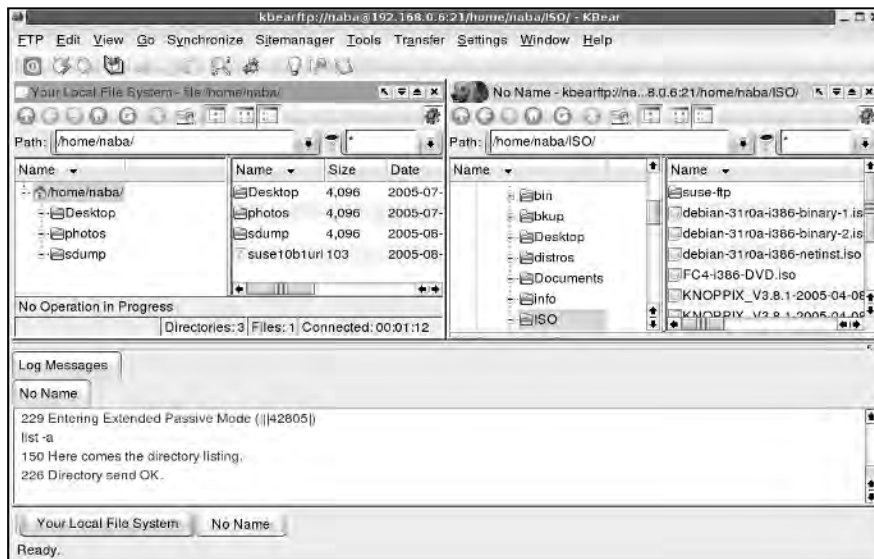 kbearftp://naba@192.168.0.6:21/home/naba/ISO/ - KBear
FTP Edit View Go Synchronize Sitemanager Tools Transfer Settings Window Help
Your Local File System - file:/home/naba/
No Name - kbearftp://na...8.0.6:21/home/naba/ISO/
Path: /home/naba/ *
Path: /home/naba/ISO/ *
Name
/home/naba/
Desktop
photos
sdump
Name Size Date
Desktop 4,096 2005-07-
photos 4,096 2005-07-
sdump 4,096 2005-06-
suse10b1url 103 2005-08-
No Operation in Progress
Directories: 3 Files: 1 Connected: 00:01:12
Name
bin
bkup
Desktop
distros
Documents
info
ISO
Name
suse-ftp
debian-31r0a-i386-binary-1.is
debian-31r0a-i386-binary-2.is
debian-31r0a-i386-netinst.iso
FC4-i386-DVD.iso
KNOPPIX_V3.8.1-2005-04-08
KNOPPIX_V3.8.1-2005-04-08
Log Messages
No Name
229 Entering Extended Passive Mode (|||42805|)
list -a
150 Here comes the directory listing.
226 Directory send OK.
Your Local File System No Name
Ready.